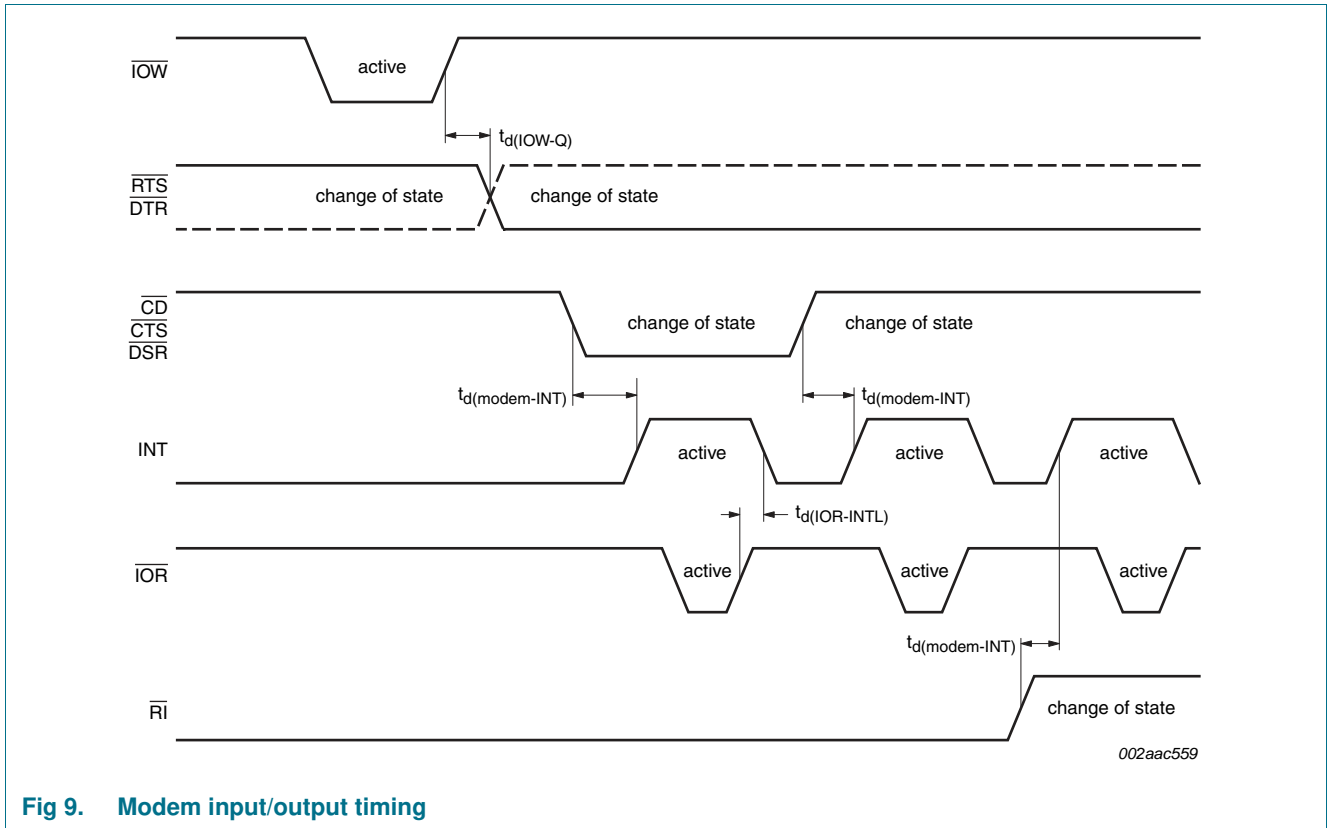 IOW
active
td(IOW-Q)
RTS
DTR
change of state
change of state
CD
CTS
DSR
change of state
change of state
td(modem-INT)
td(modem-INT)
INT
active
active
active
td(IOR-INTL)
IOR
active
active
active
td(modem-INT)
RI
change of state
002aac559
Fig 9. Modem input/output timing